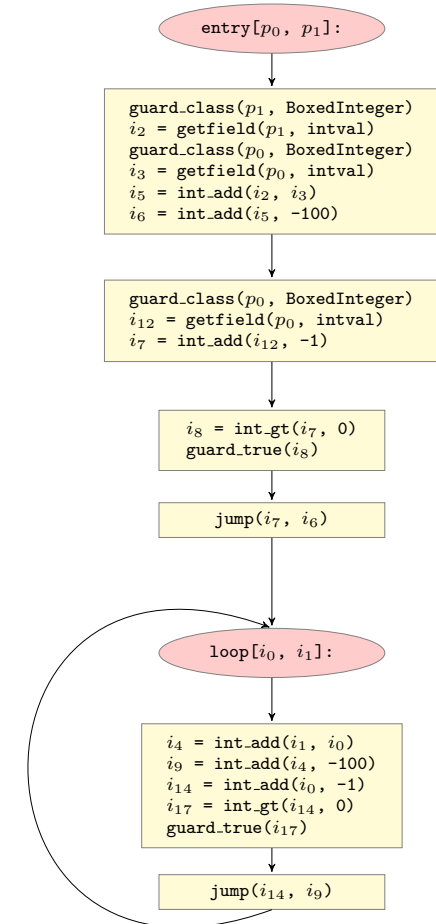 entry[p₀, p₁]:
guard_class(p₁, BoxedInteger)
i₂ = getfield(p₁, intval)
guard_class(p₀, BoxedInteger)
i₃ = getfield(p₀, intval)
i₅ = int_add(i₂, i₃)
i₆ = int_add(i₅, -100)
guard_class(p₀, BoxedInteger)
i₁₂ = getfield(p₀, intval)
i₇ = int_add(i₁₂, -1)
i₈ = int_gt(i₇, 0)
guard_true(i₈)
jump(i₇, i₆)
loop[i₀, i₁]:
i₄ = int_add(i₁, i₀)
i₉ = int_add(i₄, -100)
i₁₄ = int_add(i₀, -1)
i₁₇ = int_gt(i₁₄, 0)
guard_true(i₁₇)
jump(i₁₄, i₉)